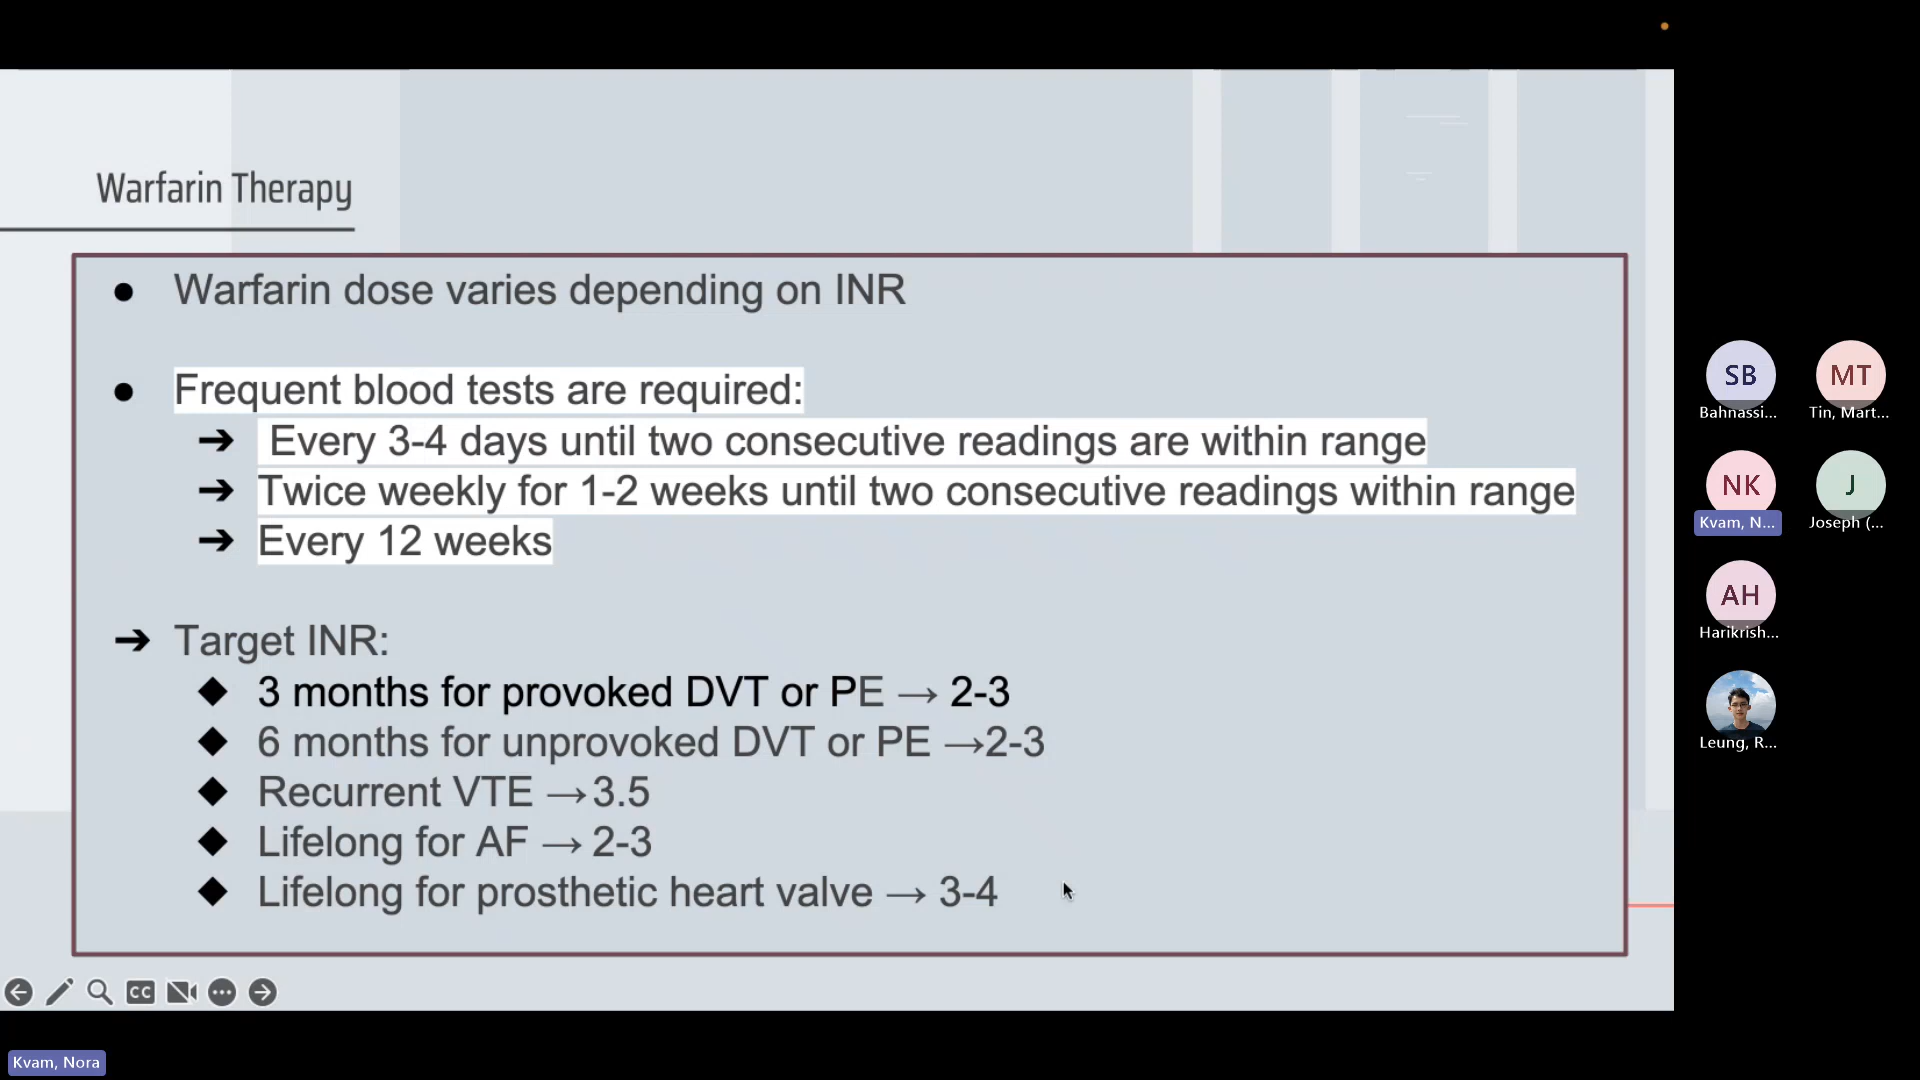 Warfarin Therapy
● Warfarin dose varies depending on INR
● Frequent blood tests are required:
➔ Every 3-4 days until two consecutive readings are within range
➔ Twice weekly for 1-2 weeks until two consecutive readings within range
➔ Every 12 weeks
➔ Target INR:
◆ 3 months for provoked DVT or PE → 2-3
◆ 6 months for unprovoked DVT or PE →2-3
◆ Recurrent VTE →3.5
◆ Lifelong for AF → 2-3
◆ Lifelong for prosthetic heart valve → 3-4
SB
Bahnassi...
MT
Tin, Mart...
NK
Kvam, N...
J
Joseph (...
AH
Harikrish...
Leung, R...
CC
Kvam, Nora